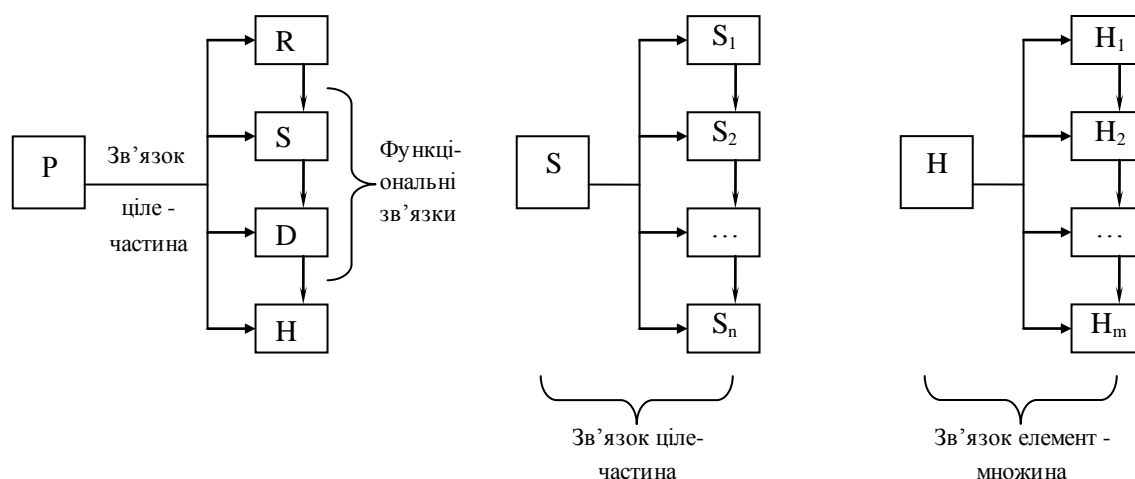 P
Зв’язок
ціле -
частина
R
S
D
H
Функці-
ональні
зв’язки
S
S₁
S₂
…
Sₙ
Зв’язок ціле-
частина
H
H₁
H₂
…
Hₘ
Зв’язок елемент -
множина